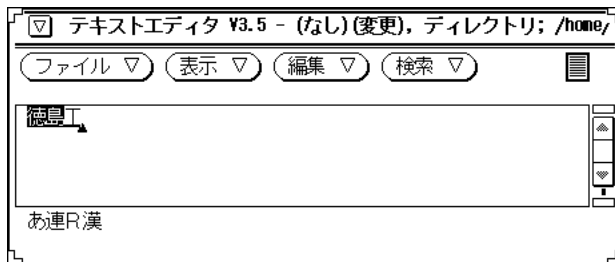 テキストエディタ V3.5 - (なし)(変更), ディレクトリ; /home/
ファイル ▽ 表示 ▽ 編集 ▽ 検索 ▽
徳島工
あ連R漢